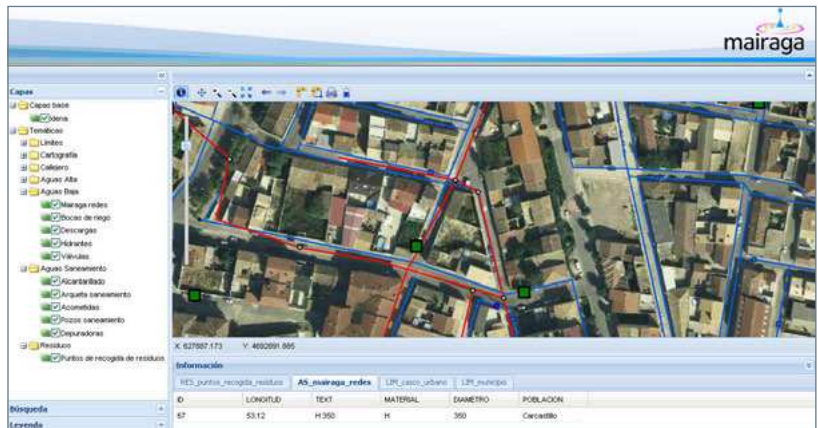 mairaga
Capas
Capas base
idena
Temáticas
Límites
Cartografía
Callejero
Aguas Alta
Aguas Baja
Mairaga redes
Bocas de riego
Descargas
Hidrantes
Válvulas
Aguas Saneamiento
Alcantarillado
Arqueta saneamiento
Acometidas
Pozos saneamiento
Depuradoras
Residuos
Puntos de recogida de residuos
Búsqueda
Leyenda
X: 627887.173 Y: 4692891.665
Información
RES_puntos_recogida_residuos AS_mairaga_redes LIM_casco_urbano LIM_municipio
ID LONGITUD TEXT MATERIAL DIAMETRO POBLACION
67 53.12 H 350 H 350 Carcastillo